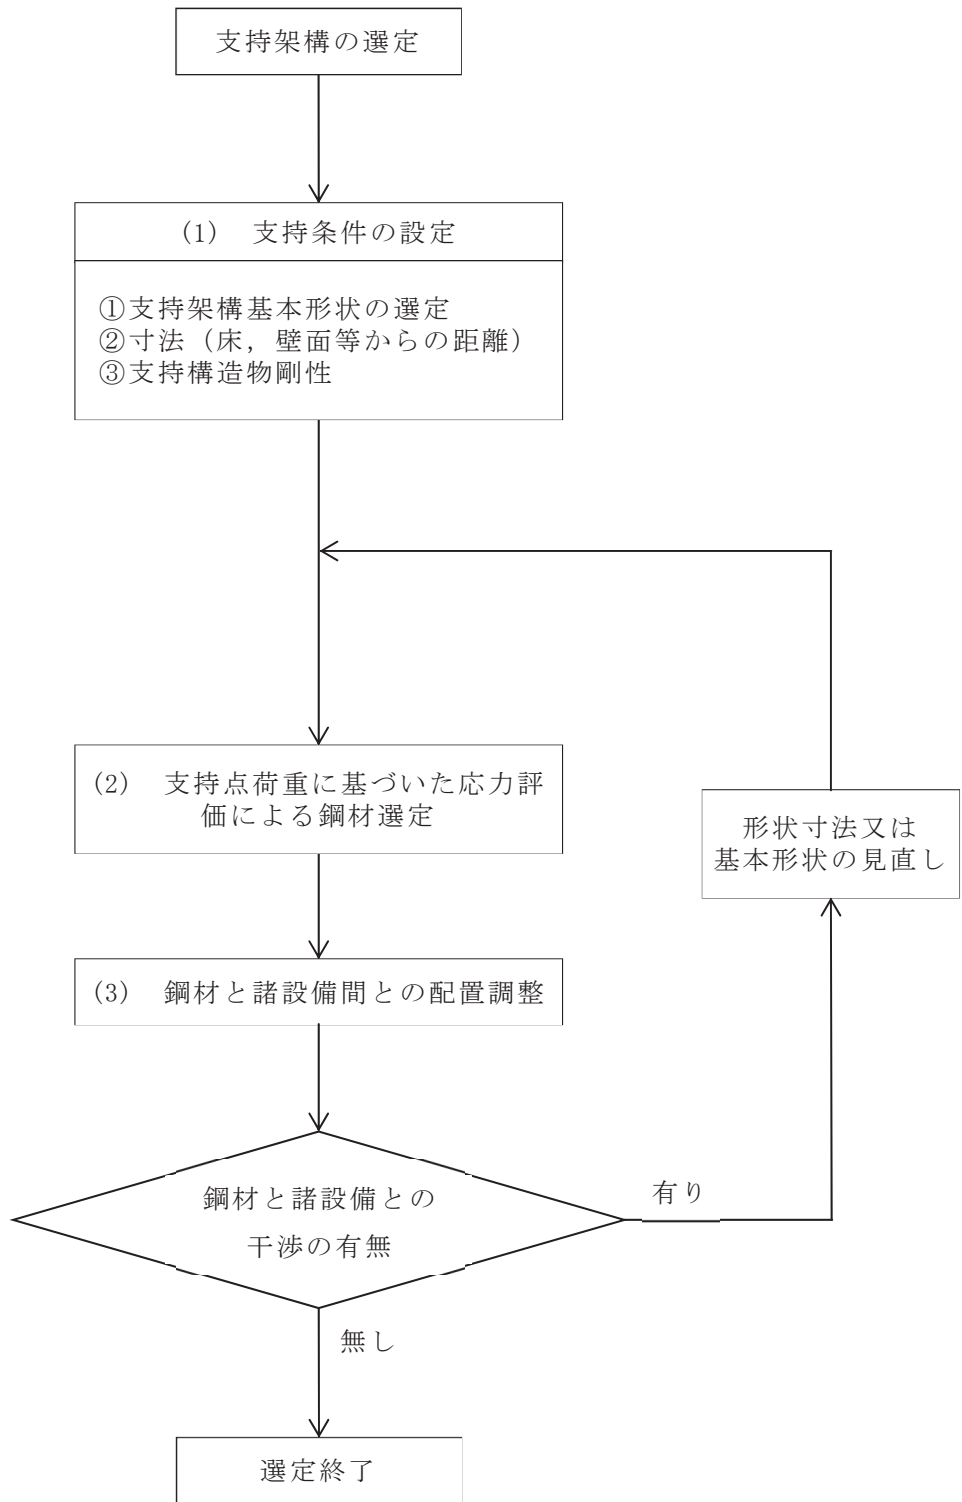 支持架構の選定
(1) 支持条件の設定
①支持架構基本形状の選定
②寸法（床，壁面等からの距離）
③支持構造物剛性
(2) 支持点荷重に基づいた応力評
価による鋼材選定
形状寸法又は
基本形状の見直し
(3) 鋼材と諸設備間との配置調整
鋼材と諸設備との
干渉の有無
有り
無し
選定終了